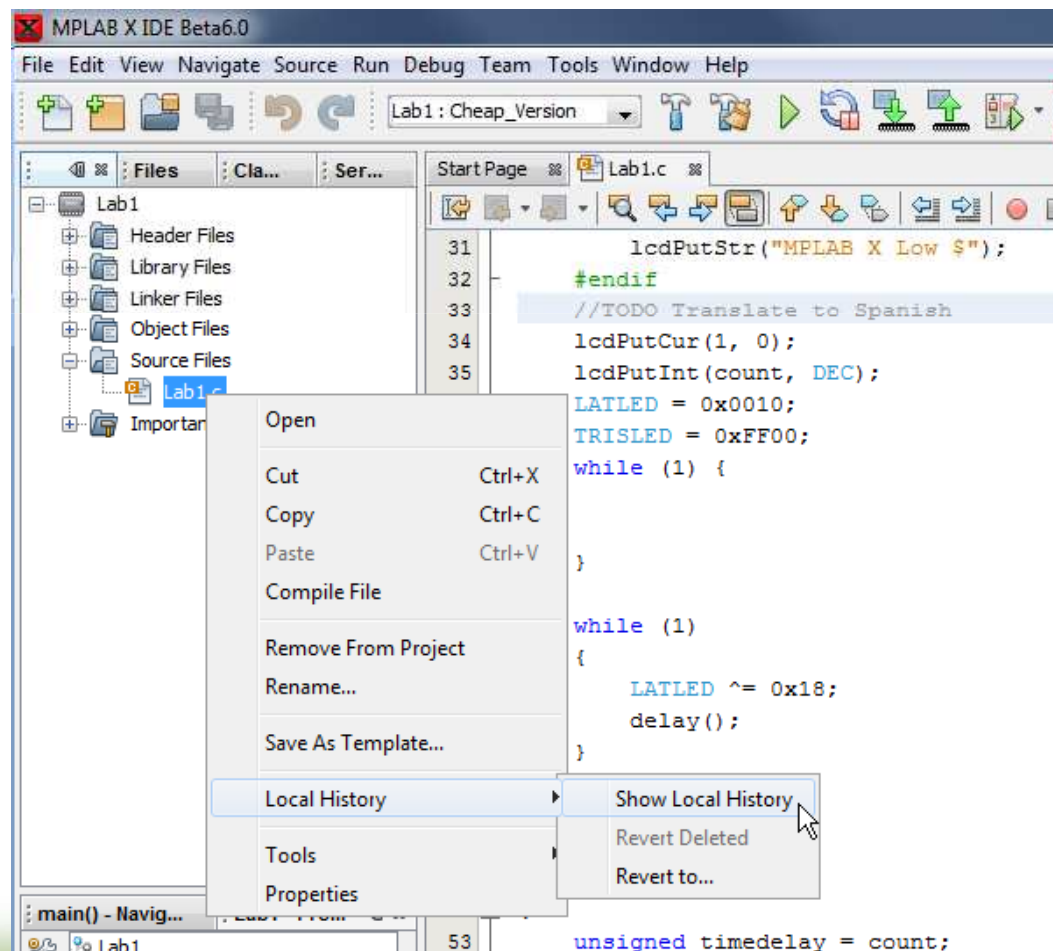 MPLAB X IDE Beta6.0
File Edit View Navigate Source Run Debug Team Tools Window Help
Lab1 : Cheap_Version
Files Cla... Ser...
Start Page Lab1.c
Lab1
Header Files
Library Files
Linker Files
Object Files
Source Files
Lab1.c
Importan
31 lcdPutStr("MPLAB X Low $");
32 #endif
33 //TODO Translate to Spanish
34 lcdPutCur(1, 0);
35 lcdPutInt(count, DEC);
LATLED = 0x0010;
TRISLED = 0xFF00;
while (1) {
}
while (1)
{
LATLED ^= 0x18;
delay();
}
Open
Cut Ctrl+X
Copy Ctrl+C
Paste Ctrl+V
Compile File
Remove From Project
Rename...
Save As Template...
Local History
Tools
Properties
Show Local History
Revert Deleted
Revert to...
main() - Navig...
Lab1
53 unsigned timedelay = count;